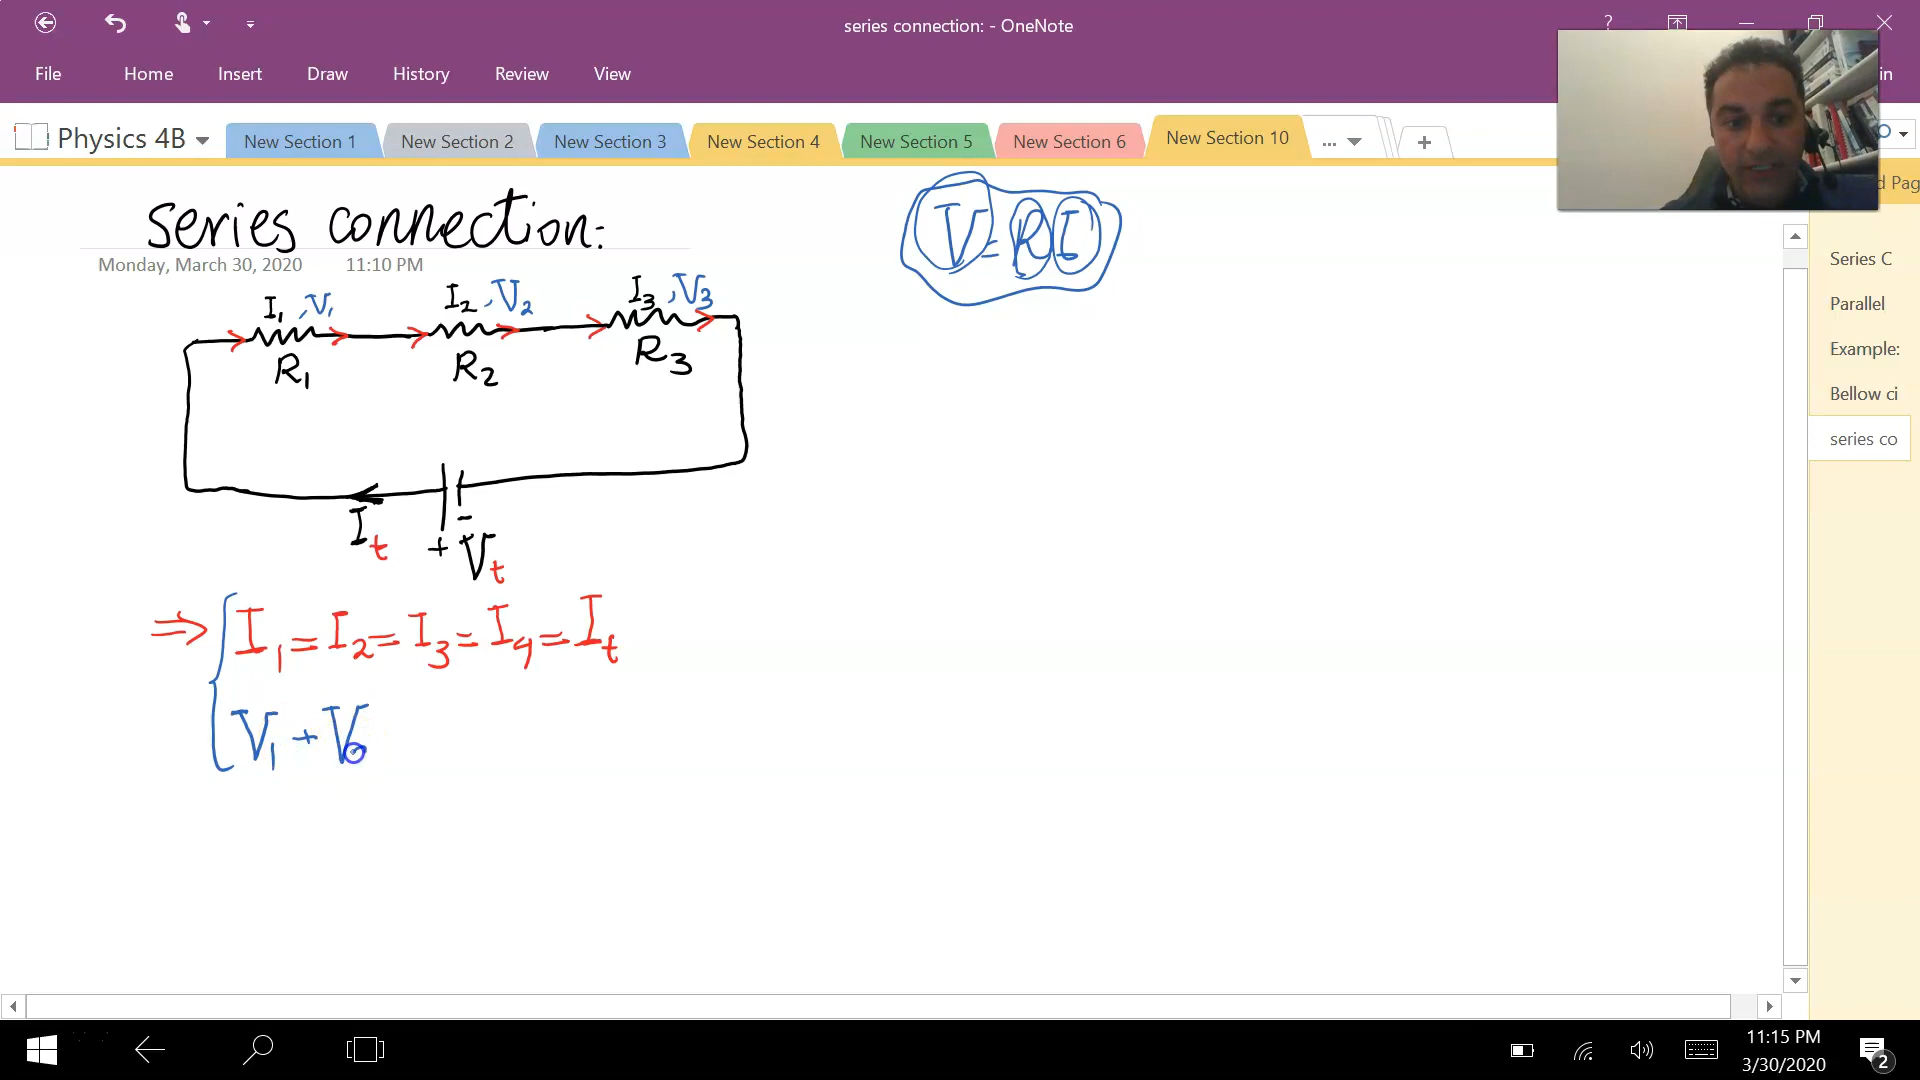 series connection: - OneNote
?
File Home Insert Draw History Review View
in
Physics 4B New Section 1 New Section 2 New Section 3 New Section 4 New Section 5 New Section 6 New Section 10 ... +
d Pag
series connection:
Monday, March 30, 2020 11:10 PM
V = RI
I1, V1 I2, V2 I3, V3
R1 R2 R3
It + - Vt
⇒ I1 = I2 = I3 = I4 = It
V1 + V
Series C
Parallel
Example:
Bellow ci
series co
11:15 PM
3/30/2020
2